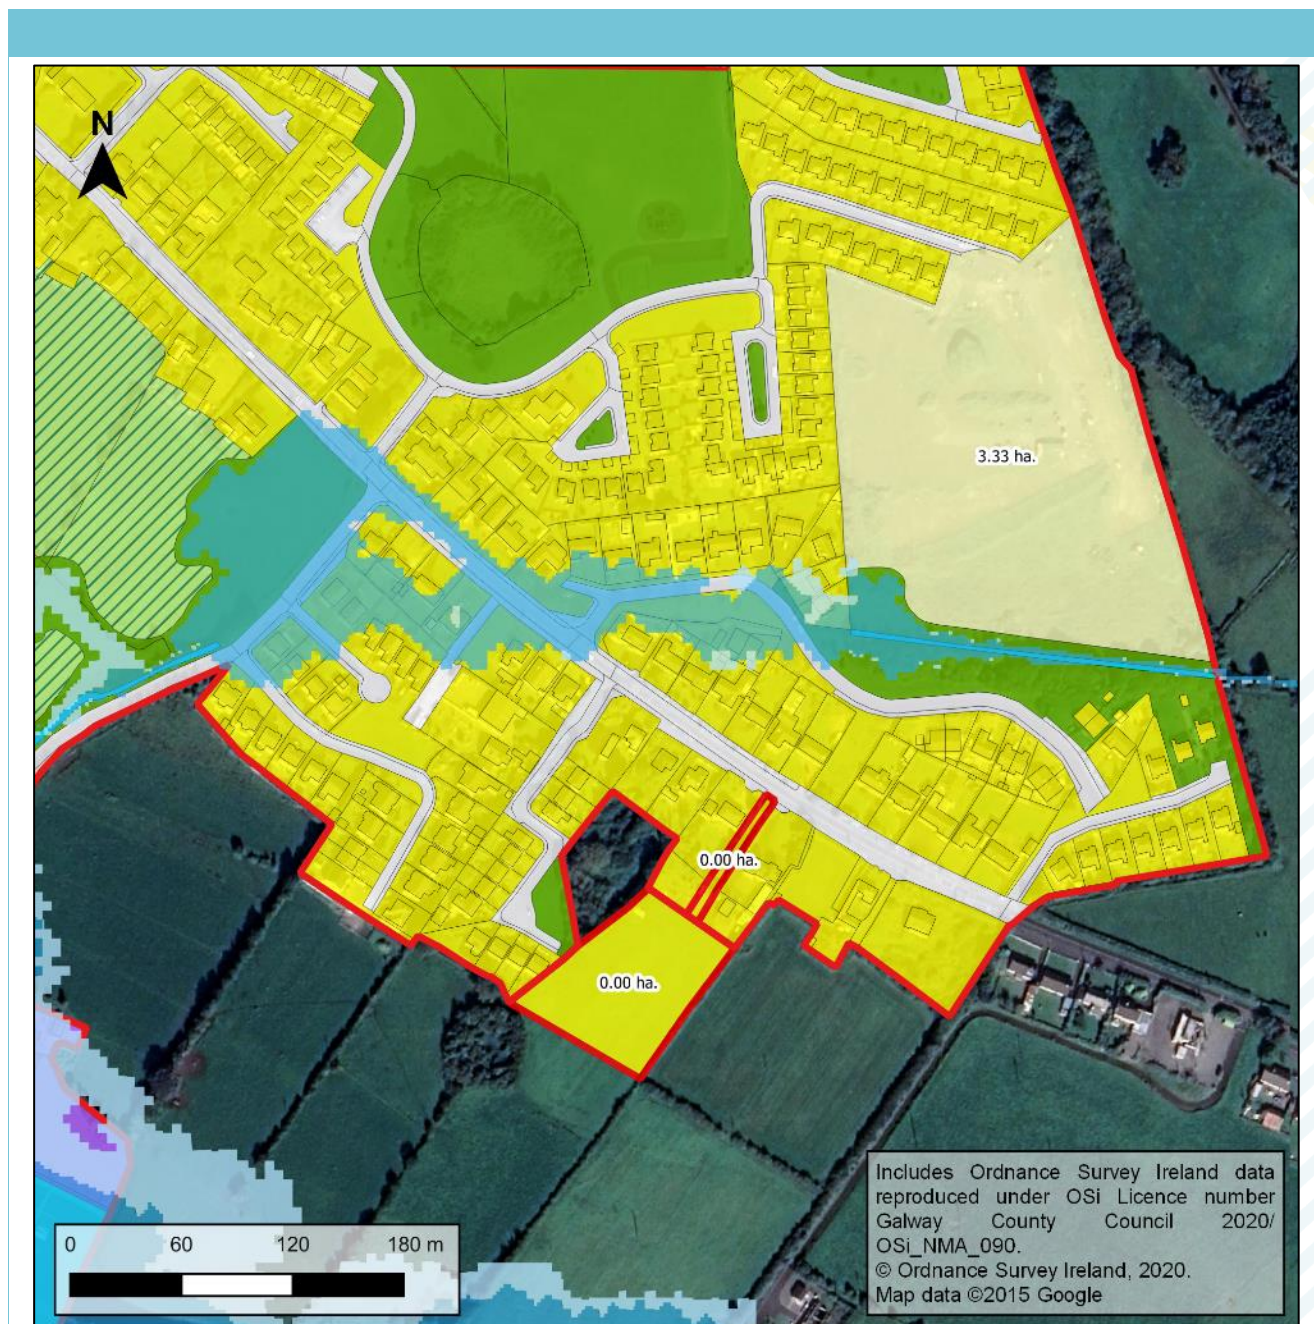 N
3.33 ha.
0.00 ha.
0.00 ha.
0 60 120 180 m
Includes Ordnance Survey Ireland data
reproduced under OSi Licence number
Galway County Council 2020/
OSi_NMA_090.
© Ordnance Survey Ireland, 2020.
Map data ©2015 Google